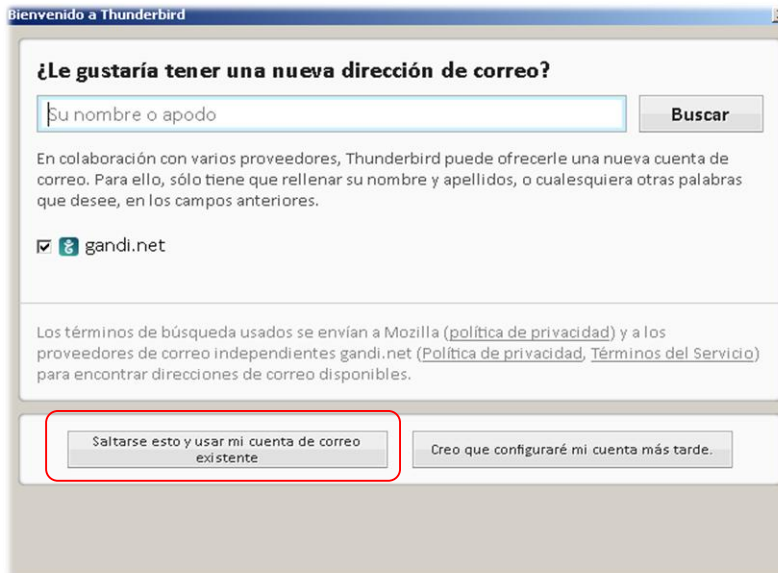 Bienvenido a Thunderbird
¿Le gustaría tener una nueva dirección de correo?
Su nombre o apodo
Buscar
En colaboración con varios proveedores, Thunderbird puede ofrecerle una nueva cuenta de
correo. Para ello, sólo tiene que rellenar su nombre y apellidos, o cualesquiera otras palabras
que desee, en los campos anteriores.
gandi.net
Los términos de búsqueda usados se envían a Mozilla (política de privacidad) y a los
proveedores de correo independientes gandi.net (Política de privacidad, Términos del Servicio)
para encontrar direcciones de correo disponibles.
Saltarse esto y usar mi cuenta de correo
existente
Creo que configuraré mi cuenta más tarde.